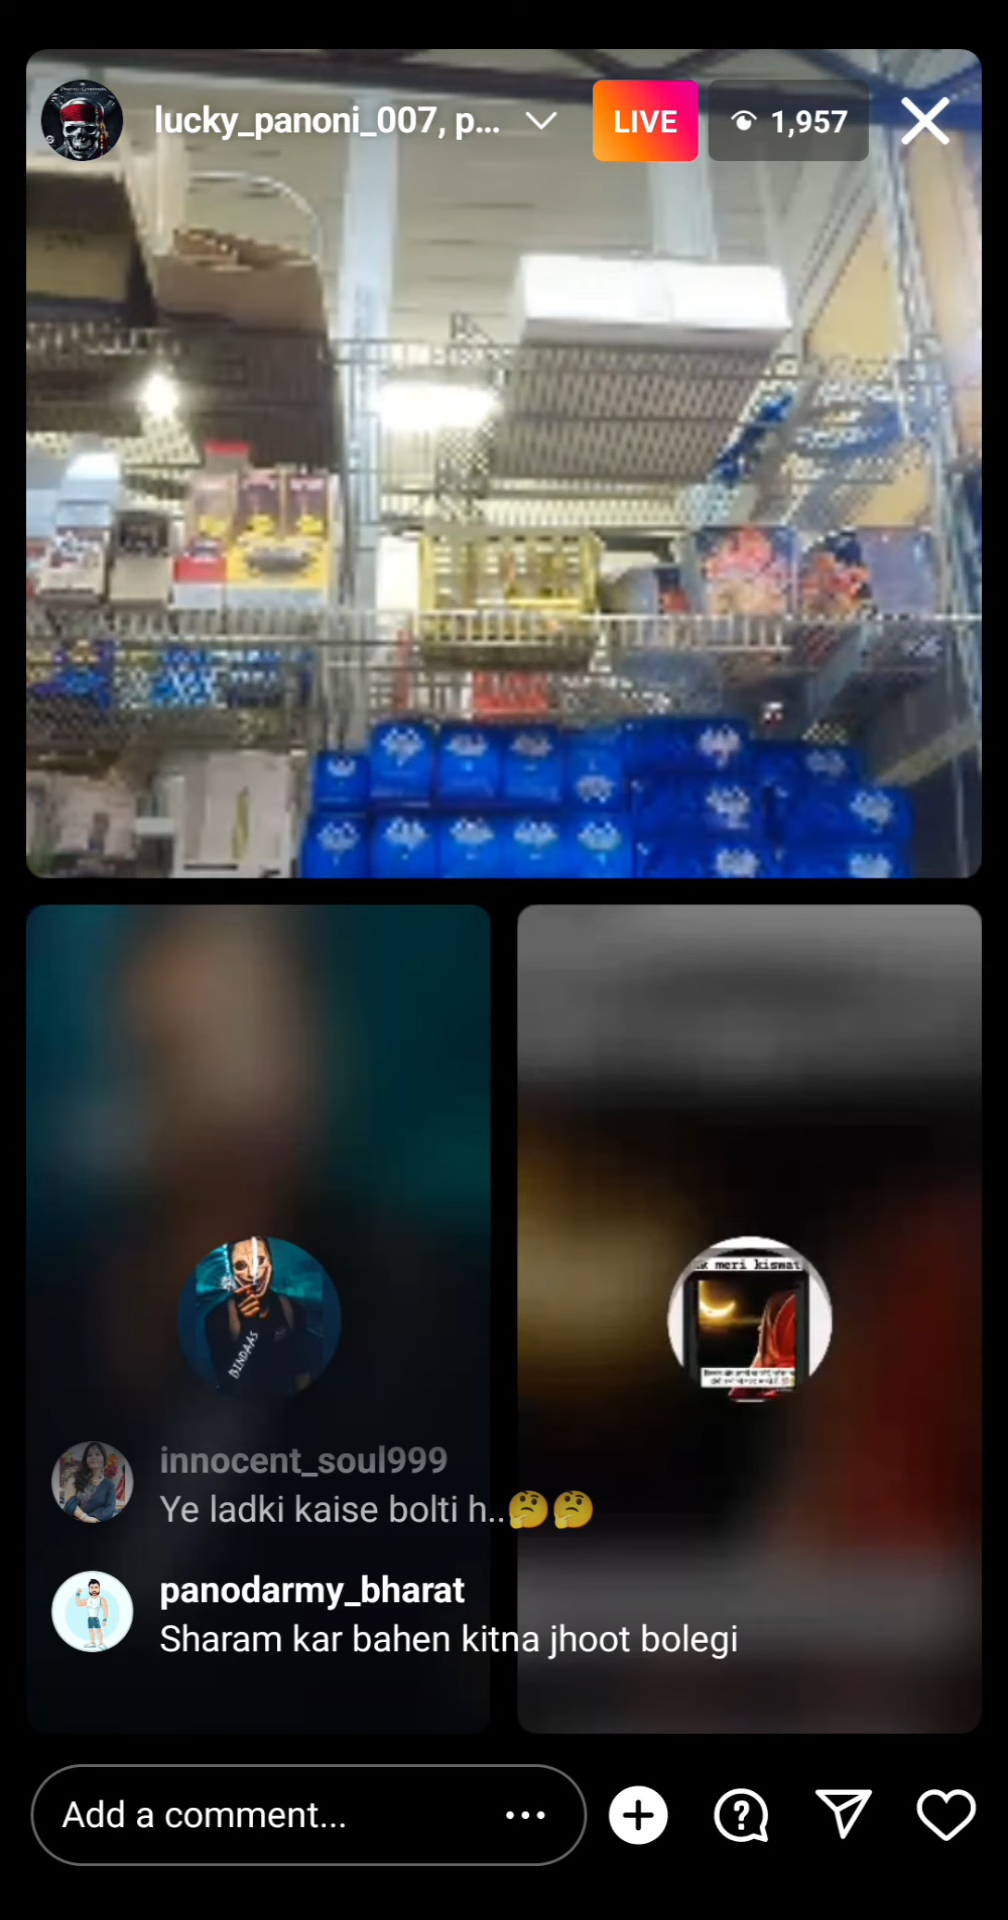 lucky_panoni_007, p...
LIVE
1,957
BINDAAS
k meri kismat
innocent_soul999
Ye ladki kaise bolti h..🤔🤔
panodarmy_bharat
Sharam kar bahen kitna jhoot bolegi
Add a comment...